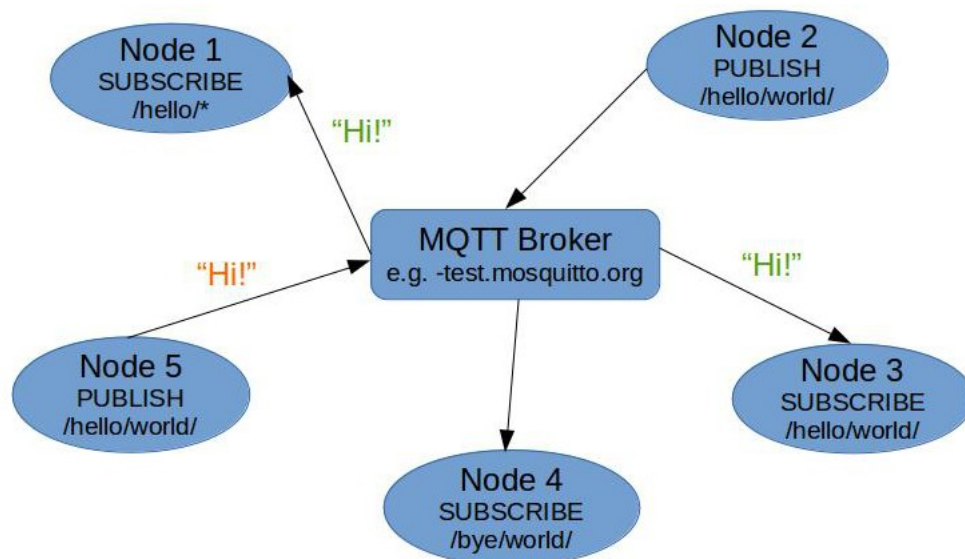 Node 1
SUBSCRIBE
/hello/*
Node 2
PUBLISH
/hello/world/
“Hi!”
MQTT Broker
e.g. -test.mosquitto.org
“Hi!”
“Hi!”
Node 5
PUBLISH
/hello/world/
Node 3
SUBSCRIBE
/hello/world/
Node 4
SUBSCRIBE
/bye/world/